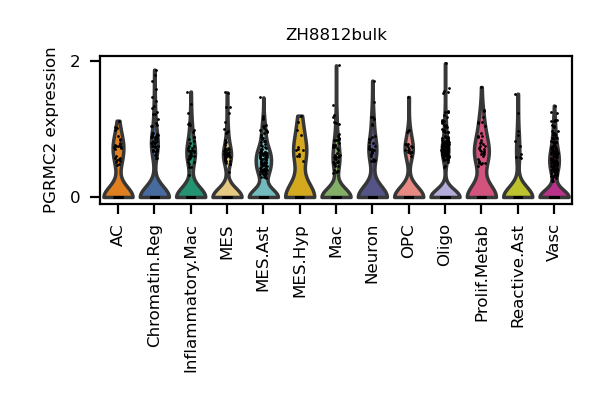 ZH8812bulk
PGRMC2 expression
2
0
AC
Chromatin.Reg
Inflammatory.Mac
MES
MES.Ast
MES.Hyp
Mac
Neuron
OPC
Oligo
Prolif.Metab
Reactive.Ast
Vasc